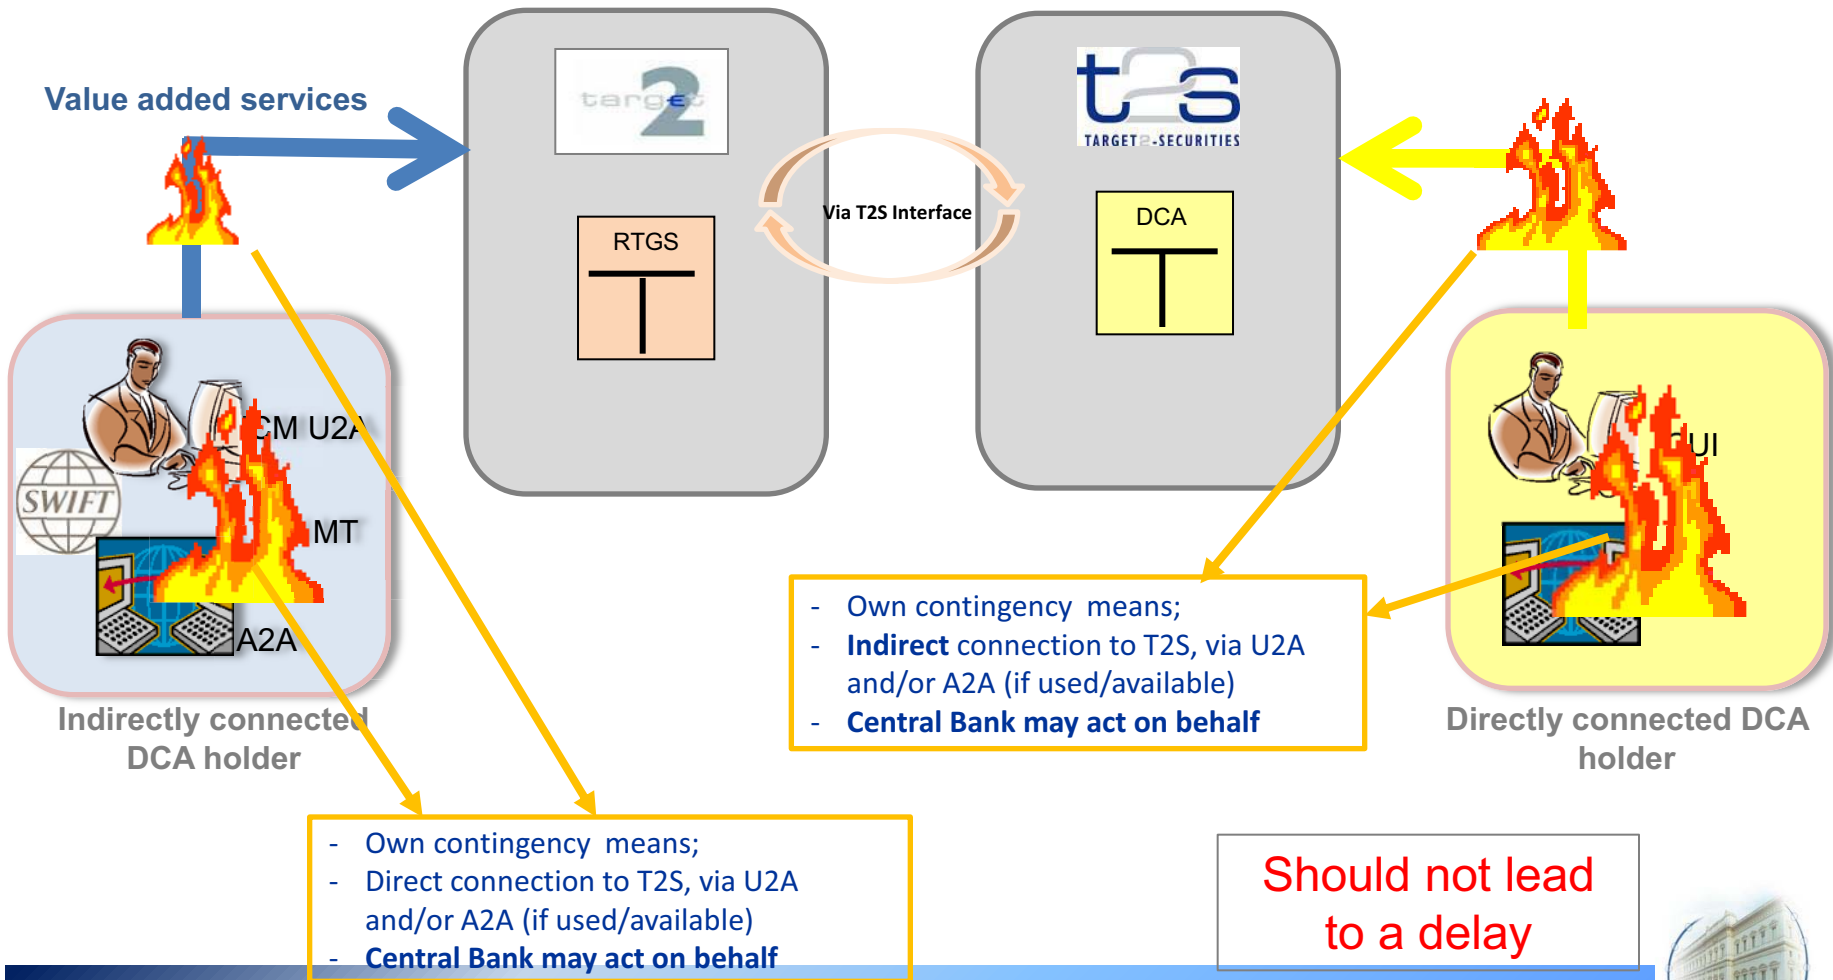 Value added services
target2
t2s
TARGET2-SECURITIES
Via T2S Interface
RTGS
DCA
U2A
SWIFT
MT
A2A
Indirectly connected
DCA holder
Directly connected DCA
holder
- Own contingency means;
- Indirect connection to T2S, via U2A
and/or A2A (if used/available)
- Central Bank may act on behalf
- Own contingency means;
- Direct connection to T2S, via U2A
and/or A2A (if used/available)
- Central Bank may act on behalf
Should not lead
to a delay